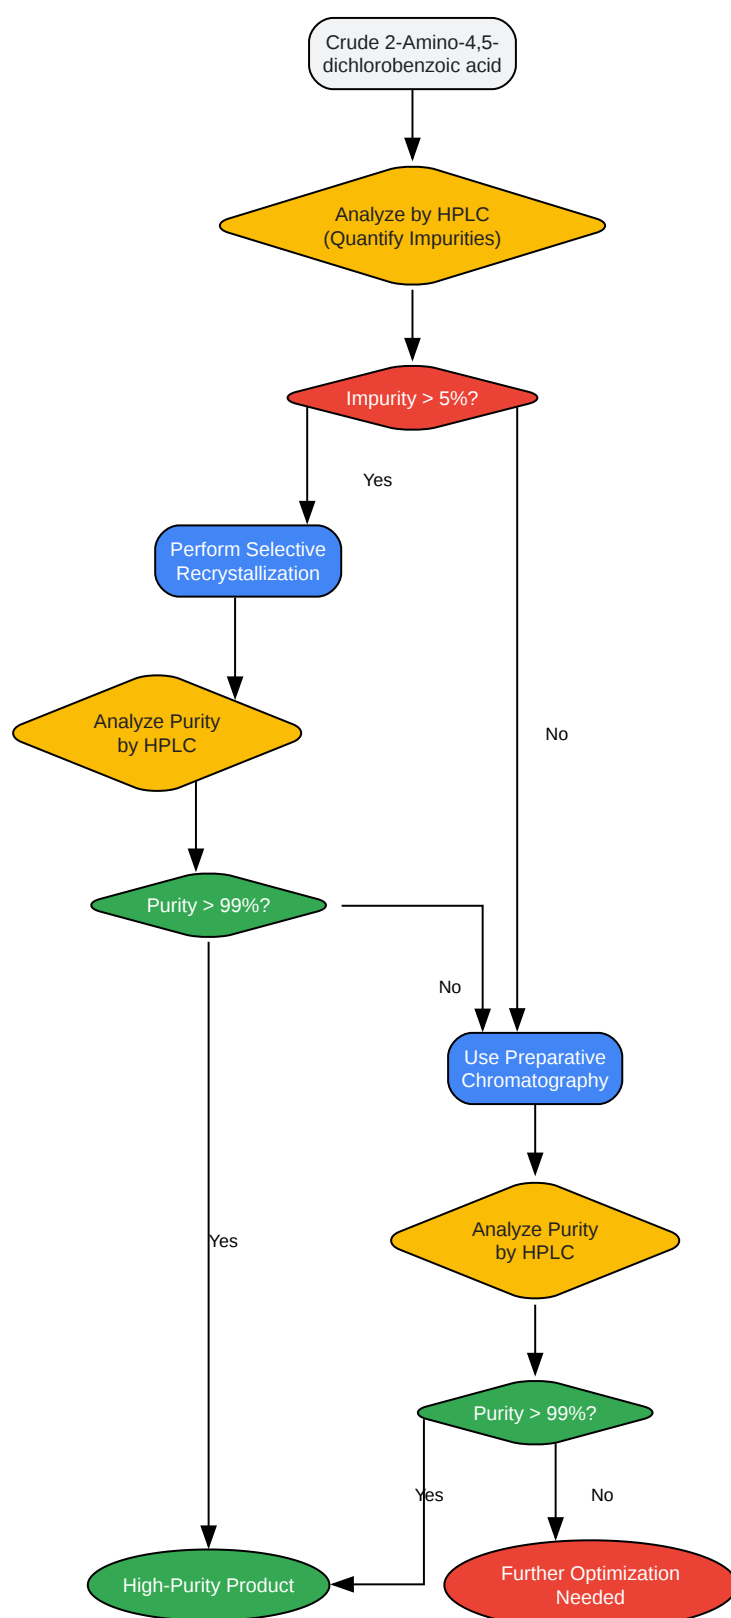 Crude 2-Amino-4,5-
dichlorobenzoic acid
Analyze by HPLC
(Quantify Impurities)
Impurity > 5%?
Yes
Perform Selective
Recrystallization
Analyze Purity
by HPLC
No
Purity > 99%?
No
Use Preparative
Chromatography
Analyze Purity
by HPLC
Yes
Purity > 99%?
Yes
No
High-Purity Product
Further Optimization
Needed